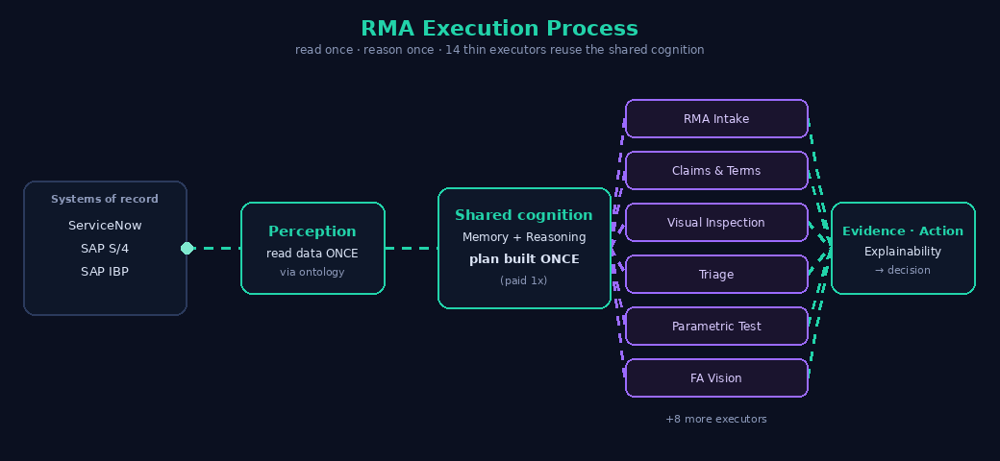 RMA Execution Process
read once · reason once · 14 thin executors reuse the shared cognition
Systems of record
ServiceNow
SAP S/4
SAP IBP
Perception
read data ONCE
via ontology
Shared cognition
Memory + Reasoning
plan built ONCE
(paid 1x)
RMA Intake
Claims & Terms
Visual Inspection
Triage
Parametric Test
FA Vision
+8 more executors
Evidence · Action
Explainability
→ decision